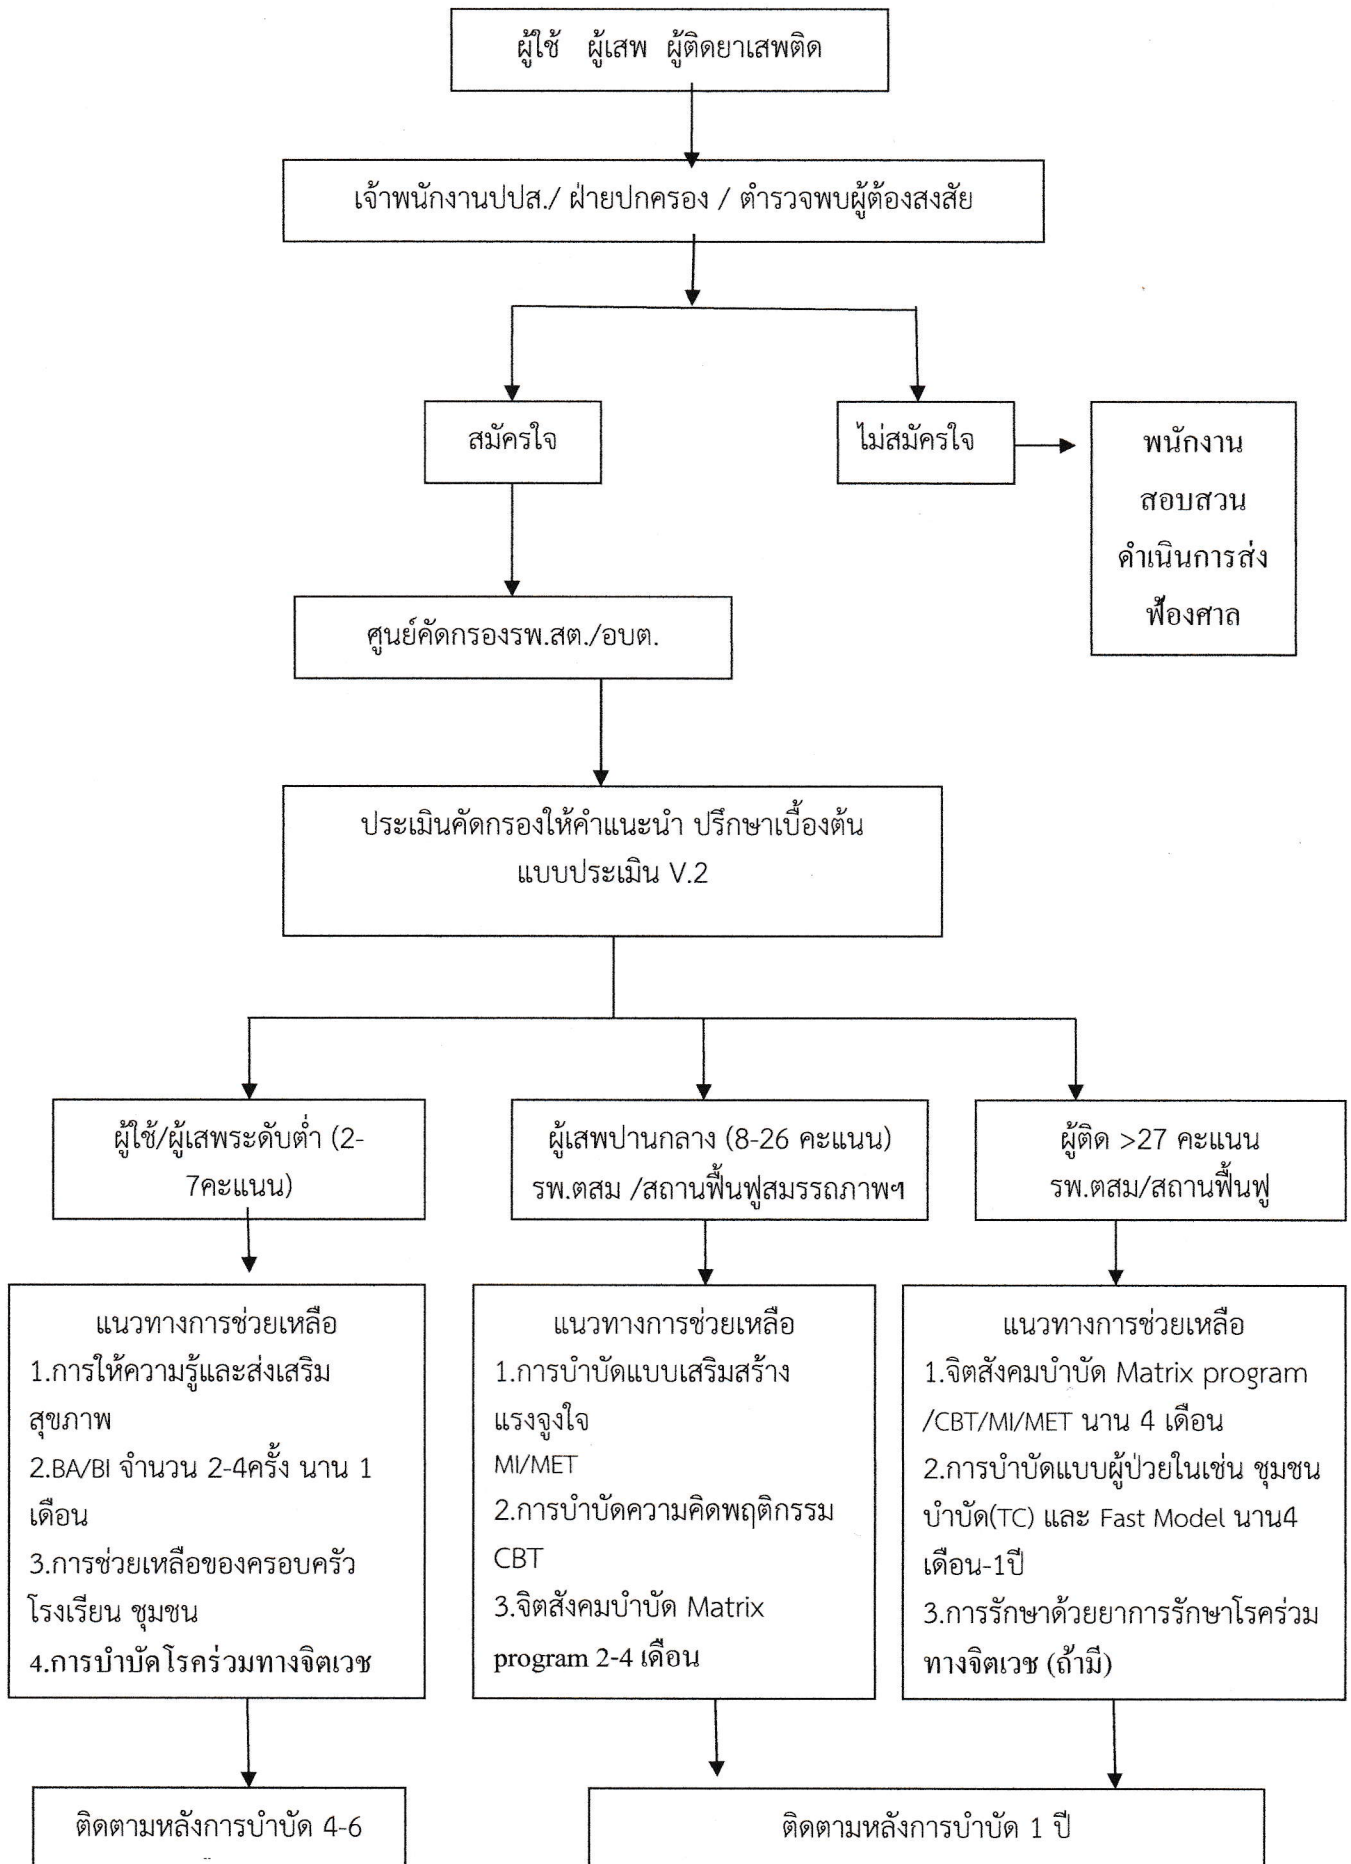 ผู้ใช้ ผู้เสพ ผู้ติดยาเสพติด
เจ้าพนักงานปปส./ ฝ่ายปกครอง / ตำรวจพบผู้ต้องสงสัย
สมัครใจ
ไม่สมัครใจ
พนักงาน
สอบสวน
ดำเนินการส่ง
ฟ้องศาล
ศูนย์คัดกรองรพ.สต./อบต.
ประเมินคัดกรองให้คำแนะนำ ปรึกษาเบื้องต้น
แบบประเมิน V.2
ผู้ใช้/ผู้เสพระดับต่ำ (2-
7คะแนน)
ผู้เสพปานกลาง (8-26 คะแนน)
รพ.ตสม /สถานฟื้นฟูสมรรถภาพฯ
ผู้ติด >27 คะแนน
รพ.ตสม/สถานฟื้นฟู
แนวทางการช่วยเหลือ
1.การให้ความรู้และส่งเสริม
สุขภาพ
2.BA/BI จำนวน 2-4ครั้ง นาน 1
เดือน
3.การช่วยเหลือของครอบครัว
โรงเรียน ชุมชน
4.การบำบัดโรคร่วมทางจิตเวช
แนวทางการช่วยเหลือ
1.การบำบัดแบบเสริมสร้าง
แรงจูงใจ
MI/MET
2.การบำบัดความคิดพฤติกรรม
CBT
3.จิตสังคมบำบัด Matrix
program 2-4 เดือน
แนวทางการช่วยเหลือ
1.จิตสังคมบำบัด Matrix program
/CBT/MI/MET นาน 4 เดือน
2.การบำบัดแบบผู้ป่วยในเช่น ชุมชน
บำบัด(TC) และ Fast Model นาน4
เดือน-1ปี
3.การรักษาด้วยยาการรักษาโรคร่วม
ทางจิตเวช (ถ้ามี)
ติดตามหลังการบำบัด 4-6
ติดตามหลังการบำบัด 1 ปี